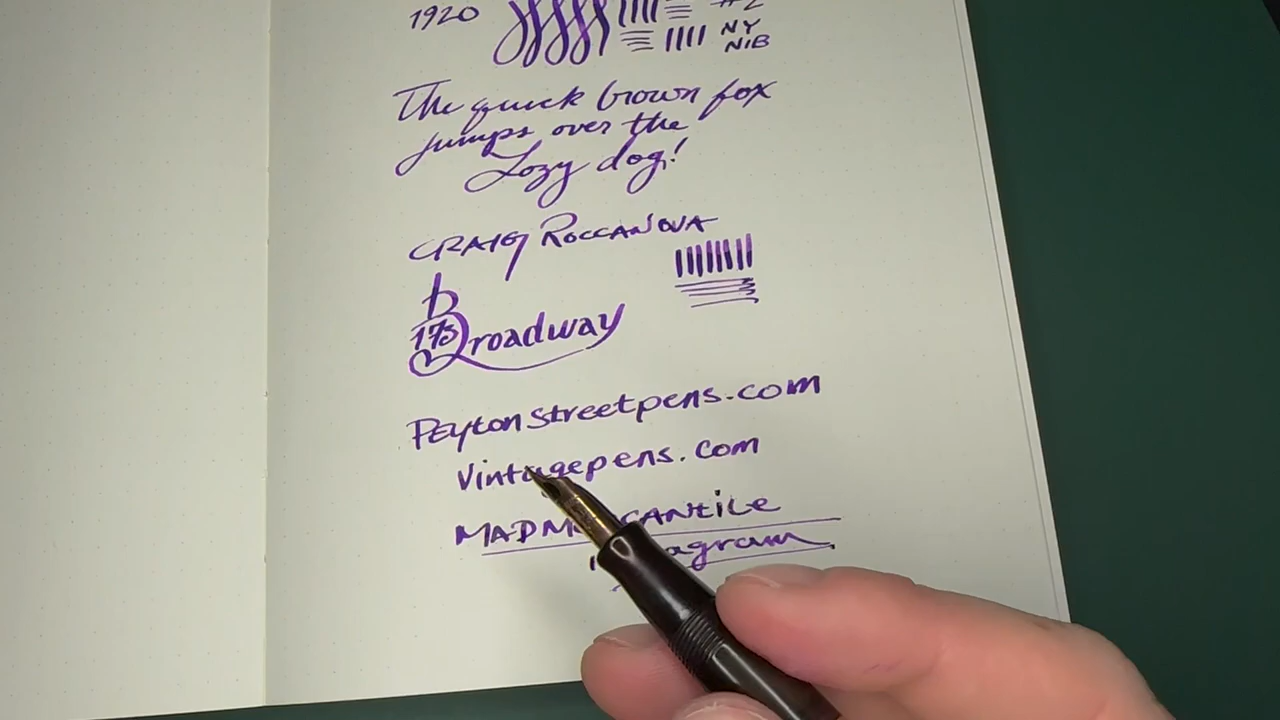 1920
NY
NIB
The quick brown fox
jumps over the
Lazy dog!
CRAIG ROCCANOVA
175
Broadway
Peytonstreetpens.com
Vintagepens.com